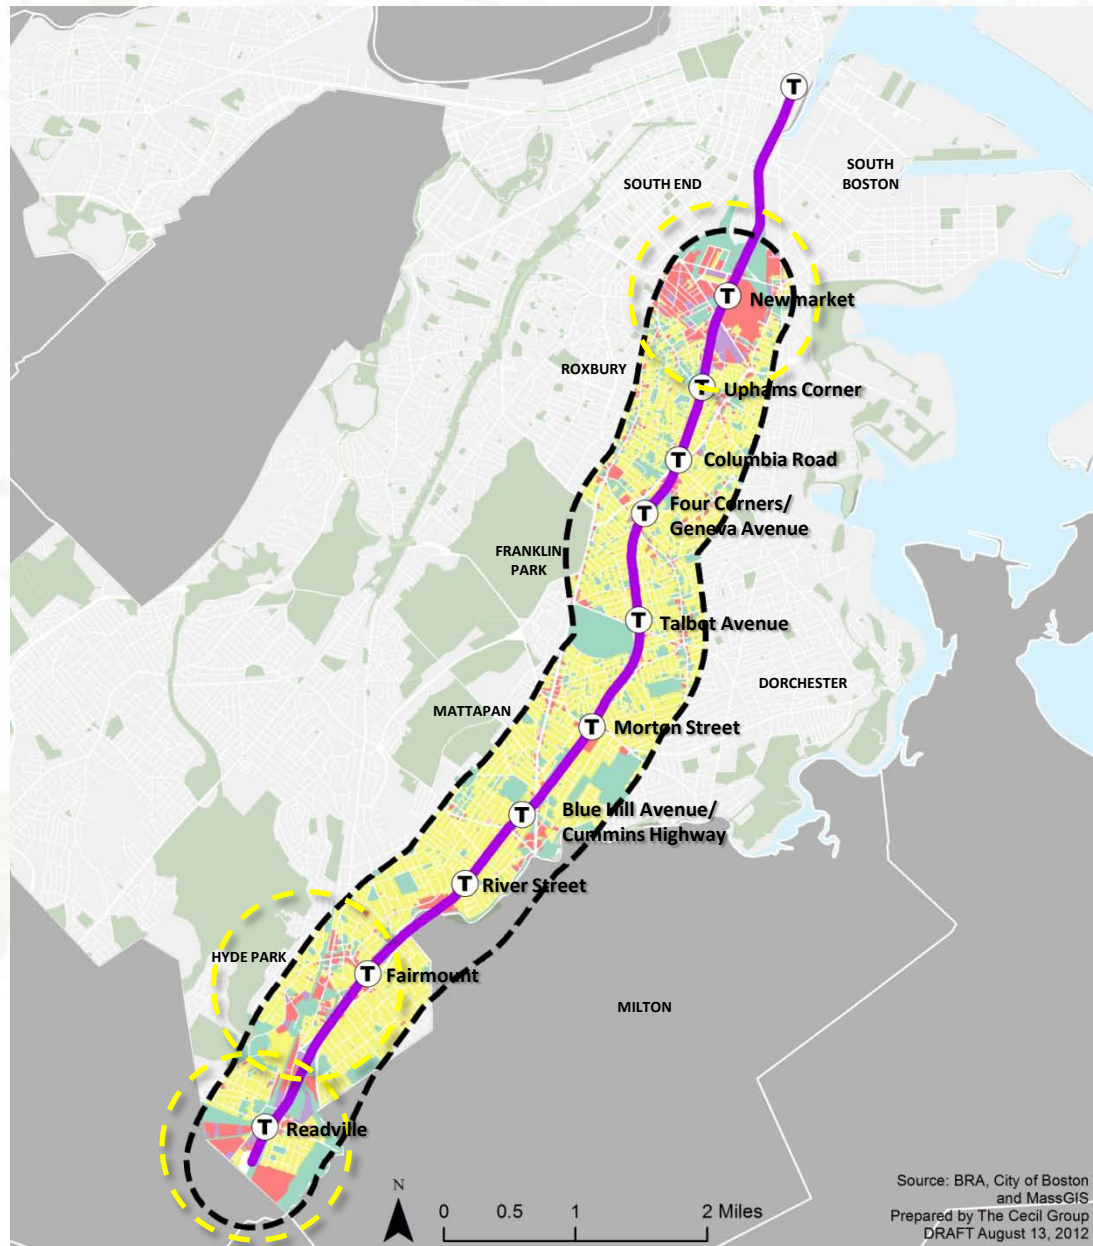 T
SOUTH
BOSTON
SOUTH END
T Newmarket
ROXBURY
T Uphams Corner
T Columbia Road
T Four Corners/
Geneva Avenue
FRANKLIN
PARK
T Talbot Avenue
DORCHESTER
MATTAPAN
T Morton Street
T Blue Hill Avenue/
Cummins Highway
T River Street
HYDE PARK
T Fairmount
MILTON
T Readville
N
0 0.5 1 2 Miles
Source: BRA, City of Boston
and MassGIS
Prepared by The Cecil Group
DRAFT August 13, 2012